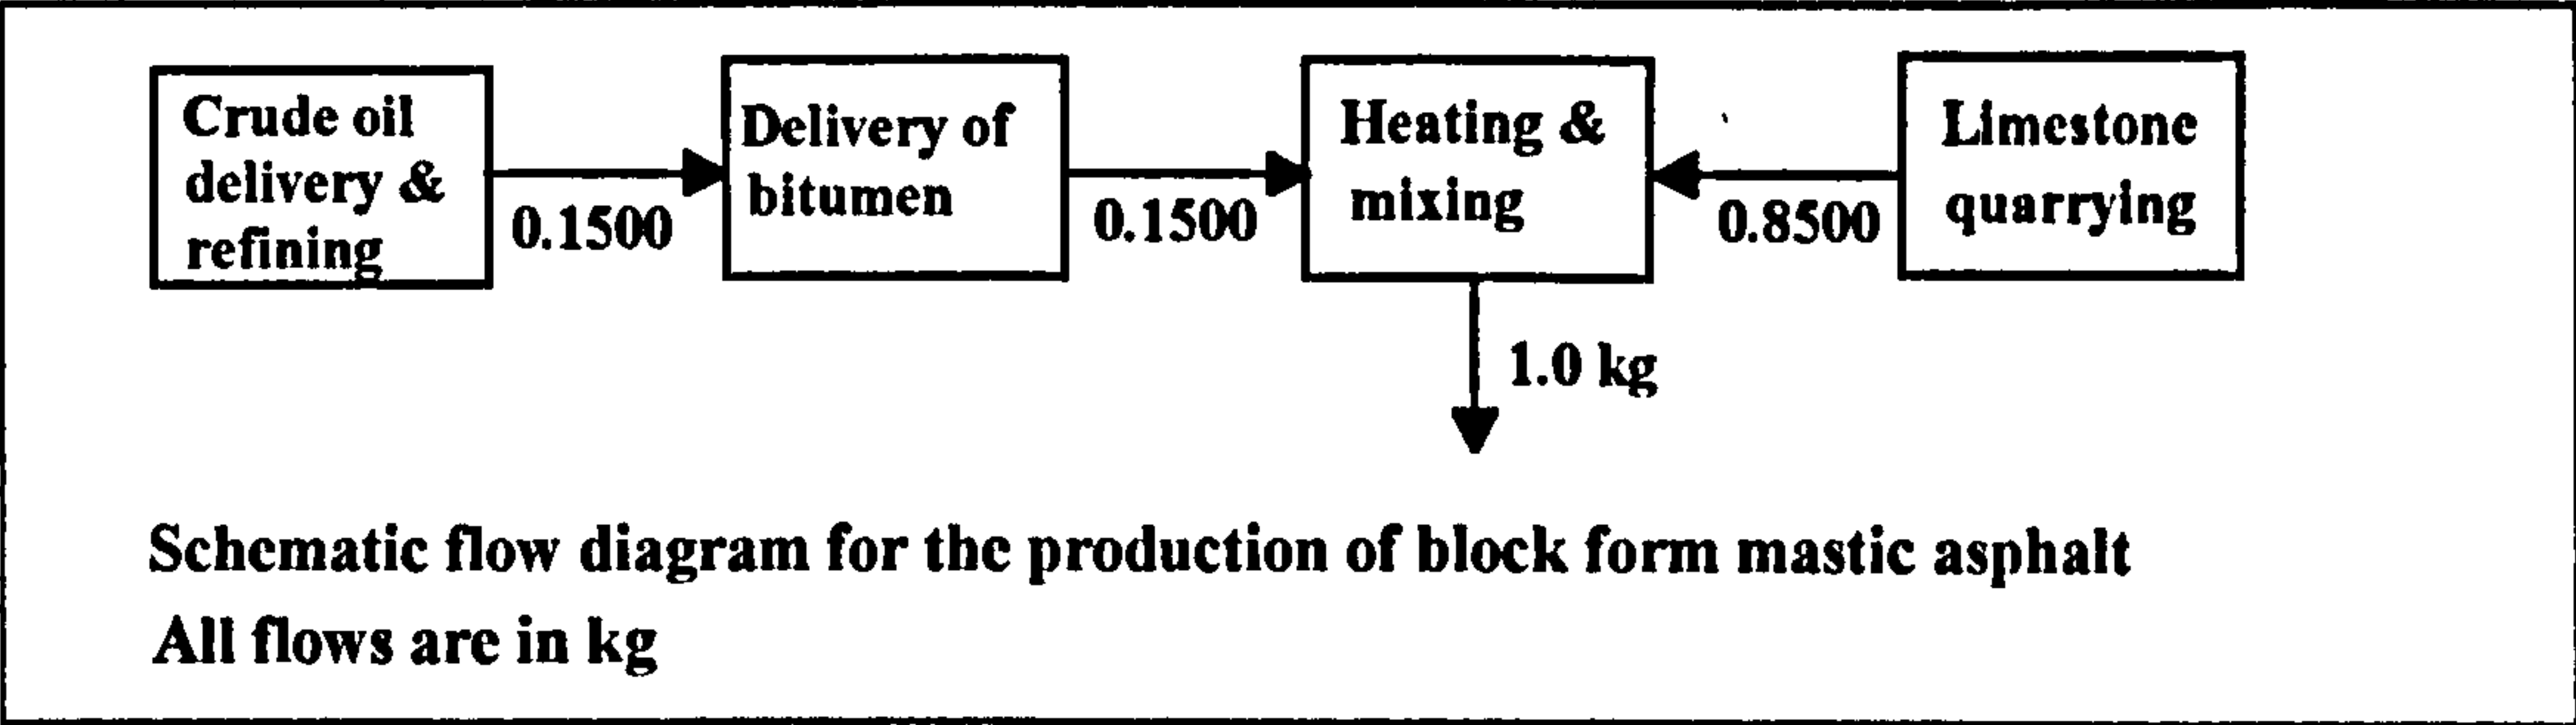 Crude oil
delivery &
refining
0.1500
Delivery of
bitumen
0.1500
Heating &
mixing
0.8500
Limestone
quarrying
1.0 kg
Schematic flow diagram for the production of block form mastic asphalt
All flows are in kg